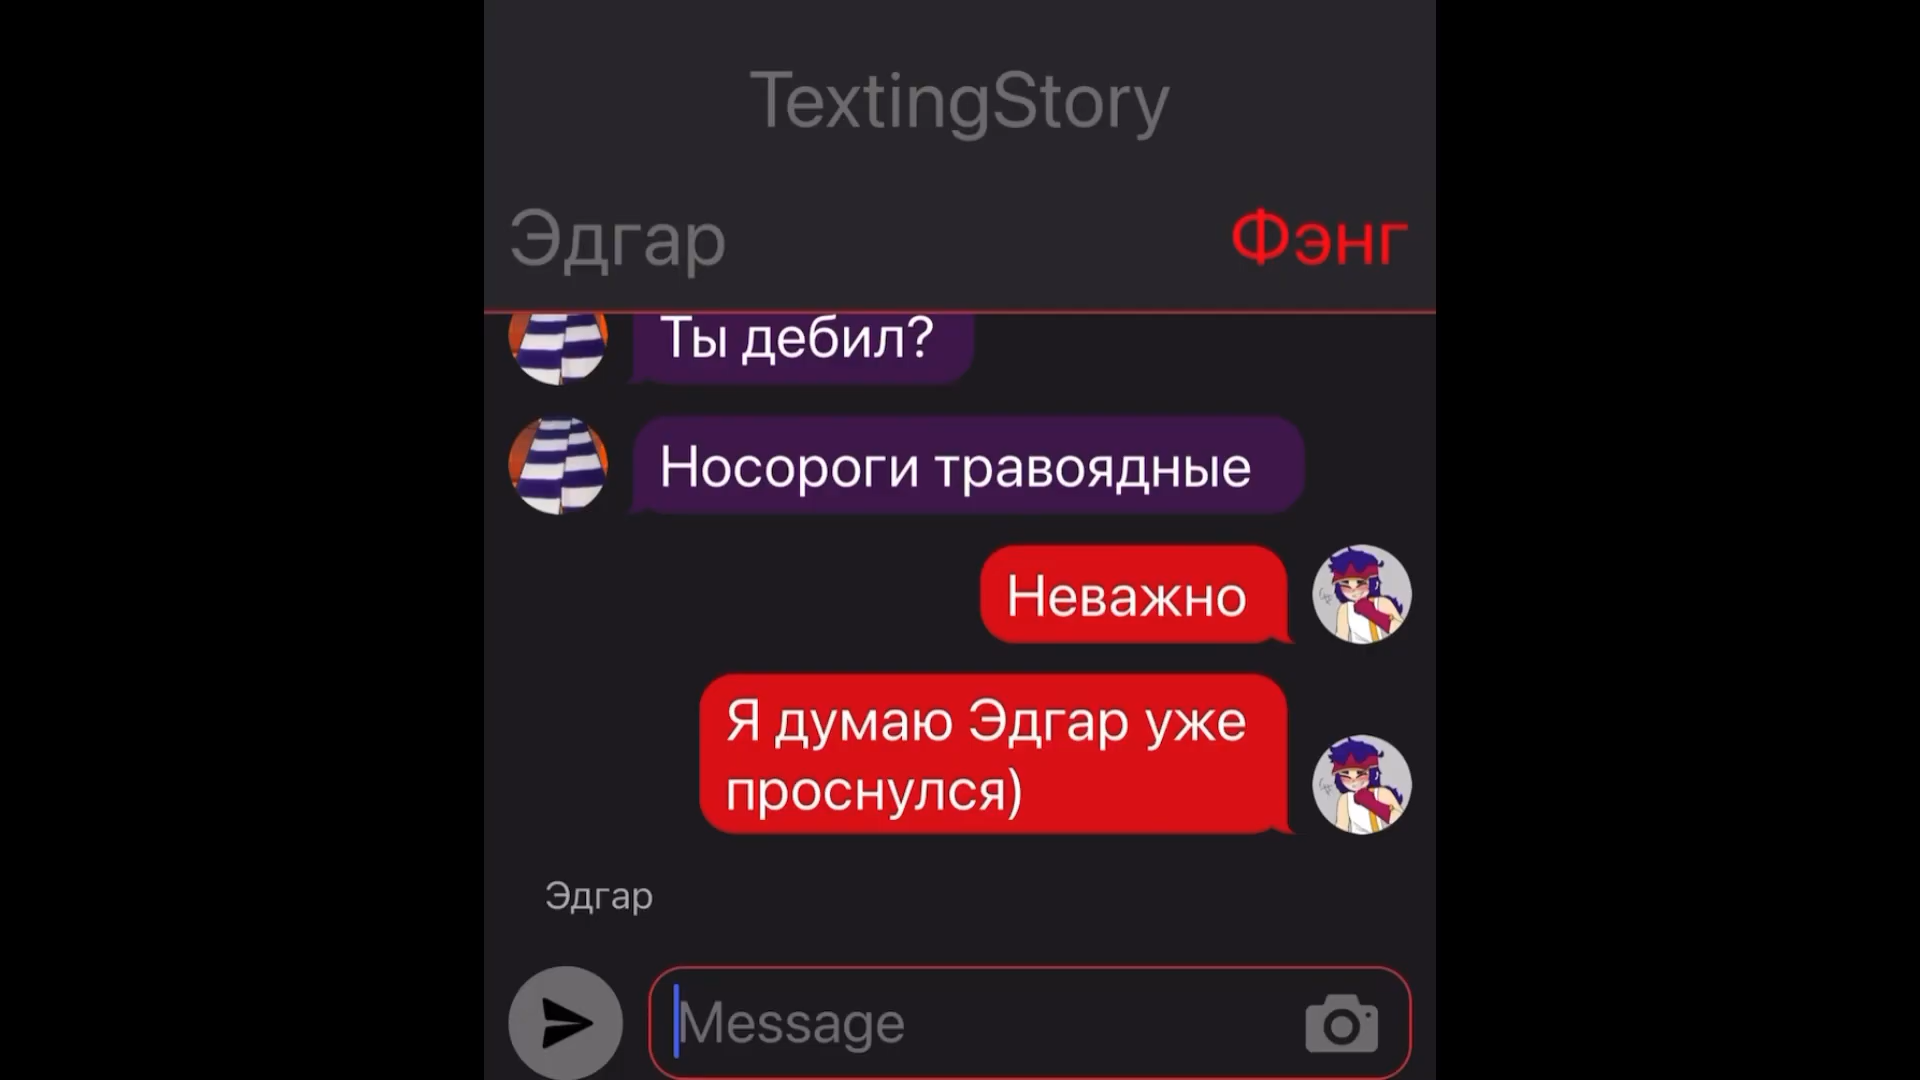 TextingStory
Эдгар
Фэнг
Ты дебил?
Носороги травоядные
Неважно
Я думаю Эдгар уже
проснулся)
Эдгар
Message